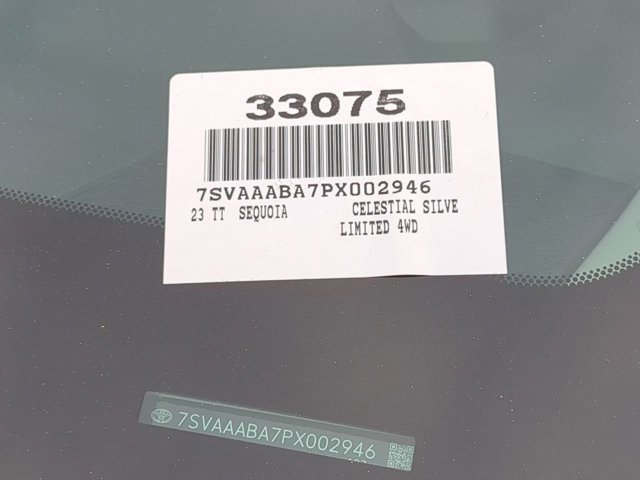 33075
7SVAAABA7PX002946
23 TT SEQUOIA CELESTIAL SILVE
LIMITED 4WD
7SVAAABA7PX002946